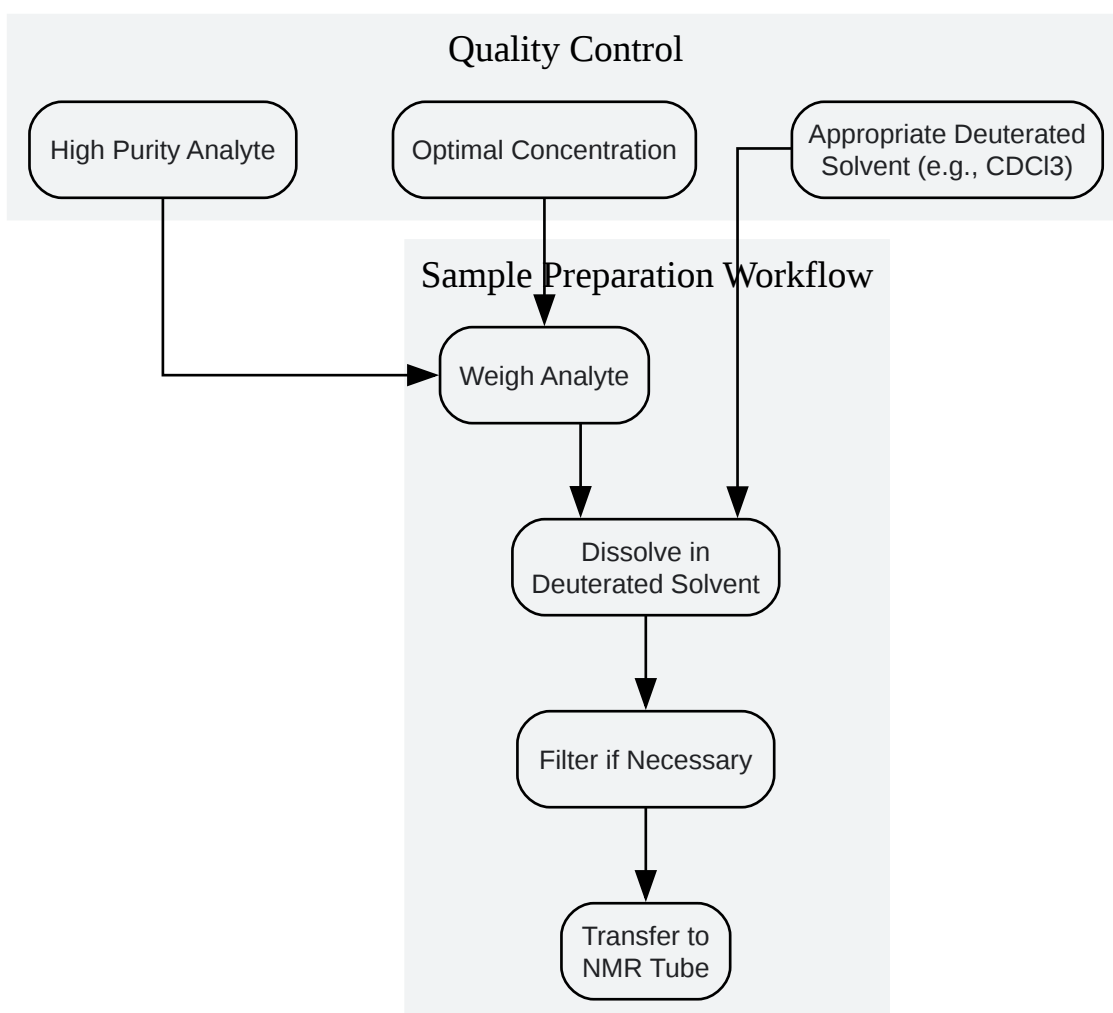 Quality Control
High Purity Analyte
Optimal Concentration
Appropriate Deuterated
Solvent (e.g., CDCl3)
Sample Preparation Workflow
Weigh Analyte
Dissolve in
Deuterated Solvent
Filter if Necessary
Transfer to
NMR Tube